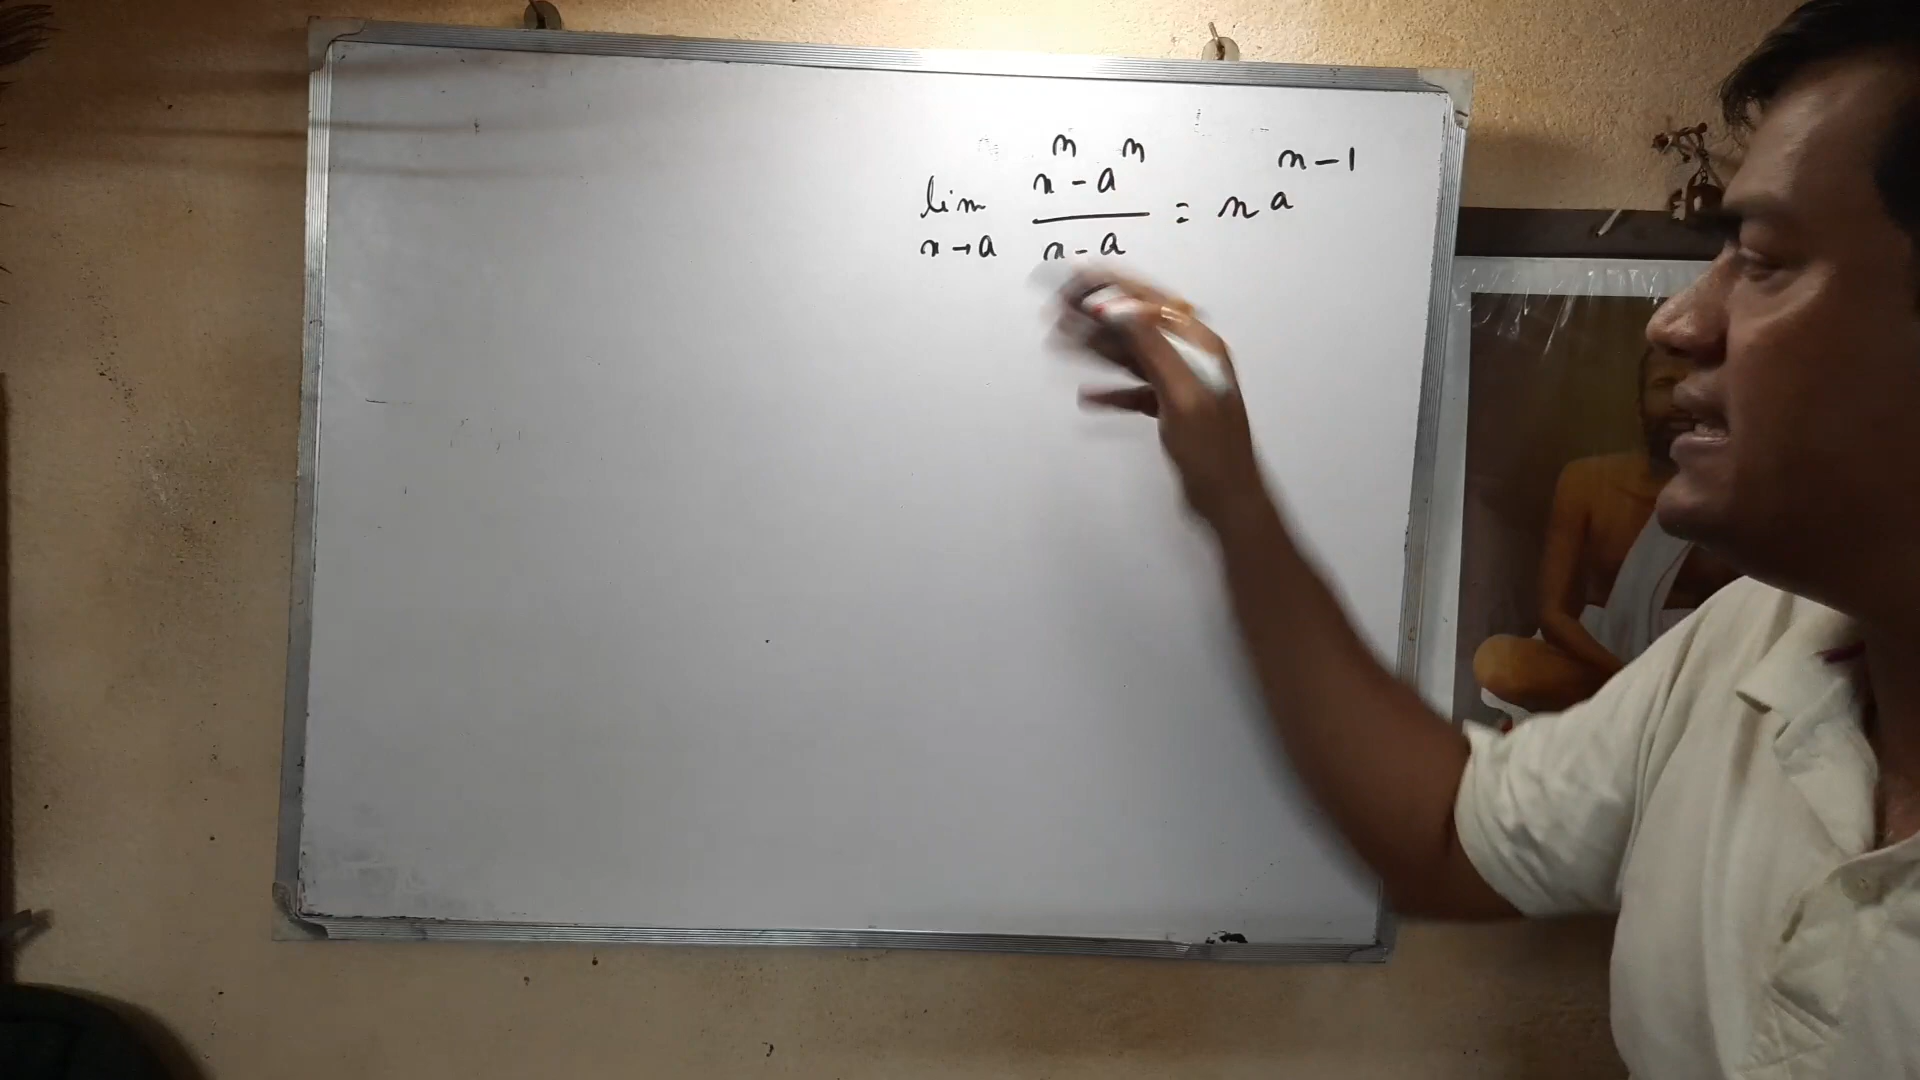 lim x→a (x^n - a^n)/(x - a) = n a^(n-1)